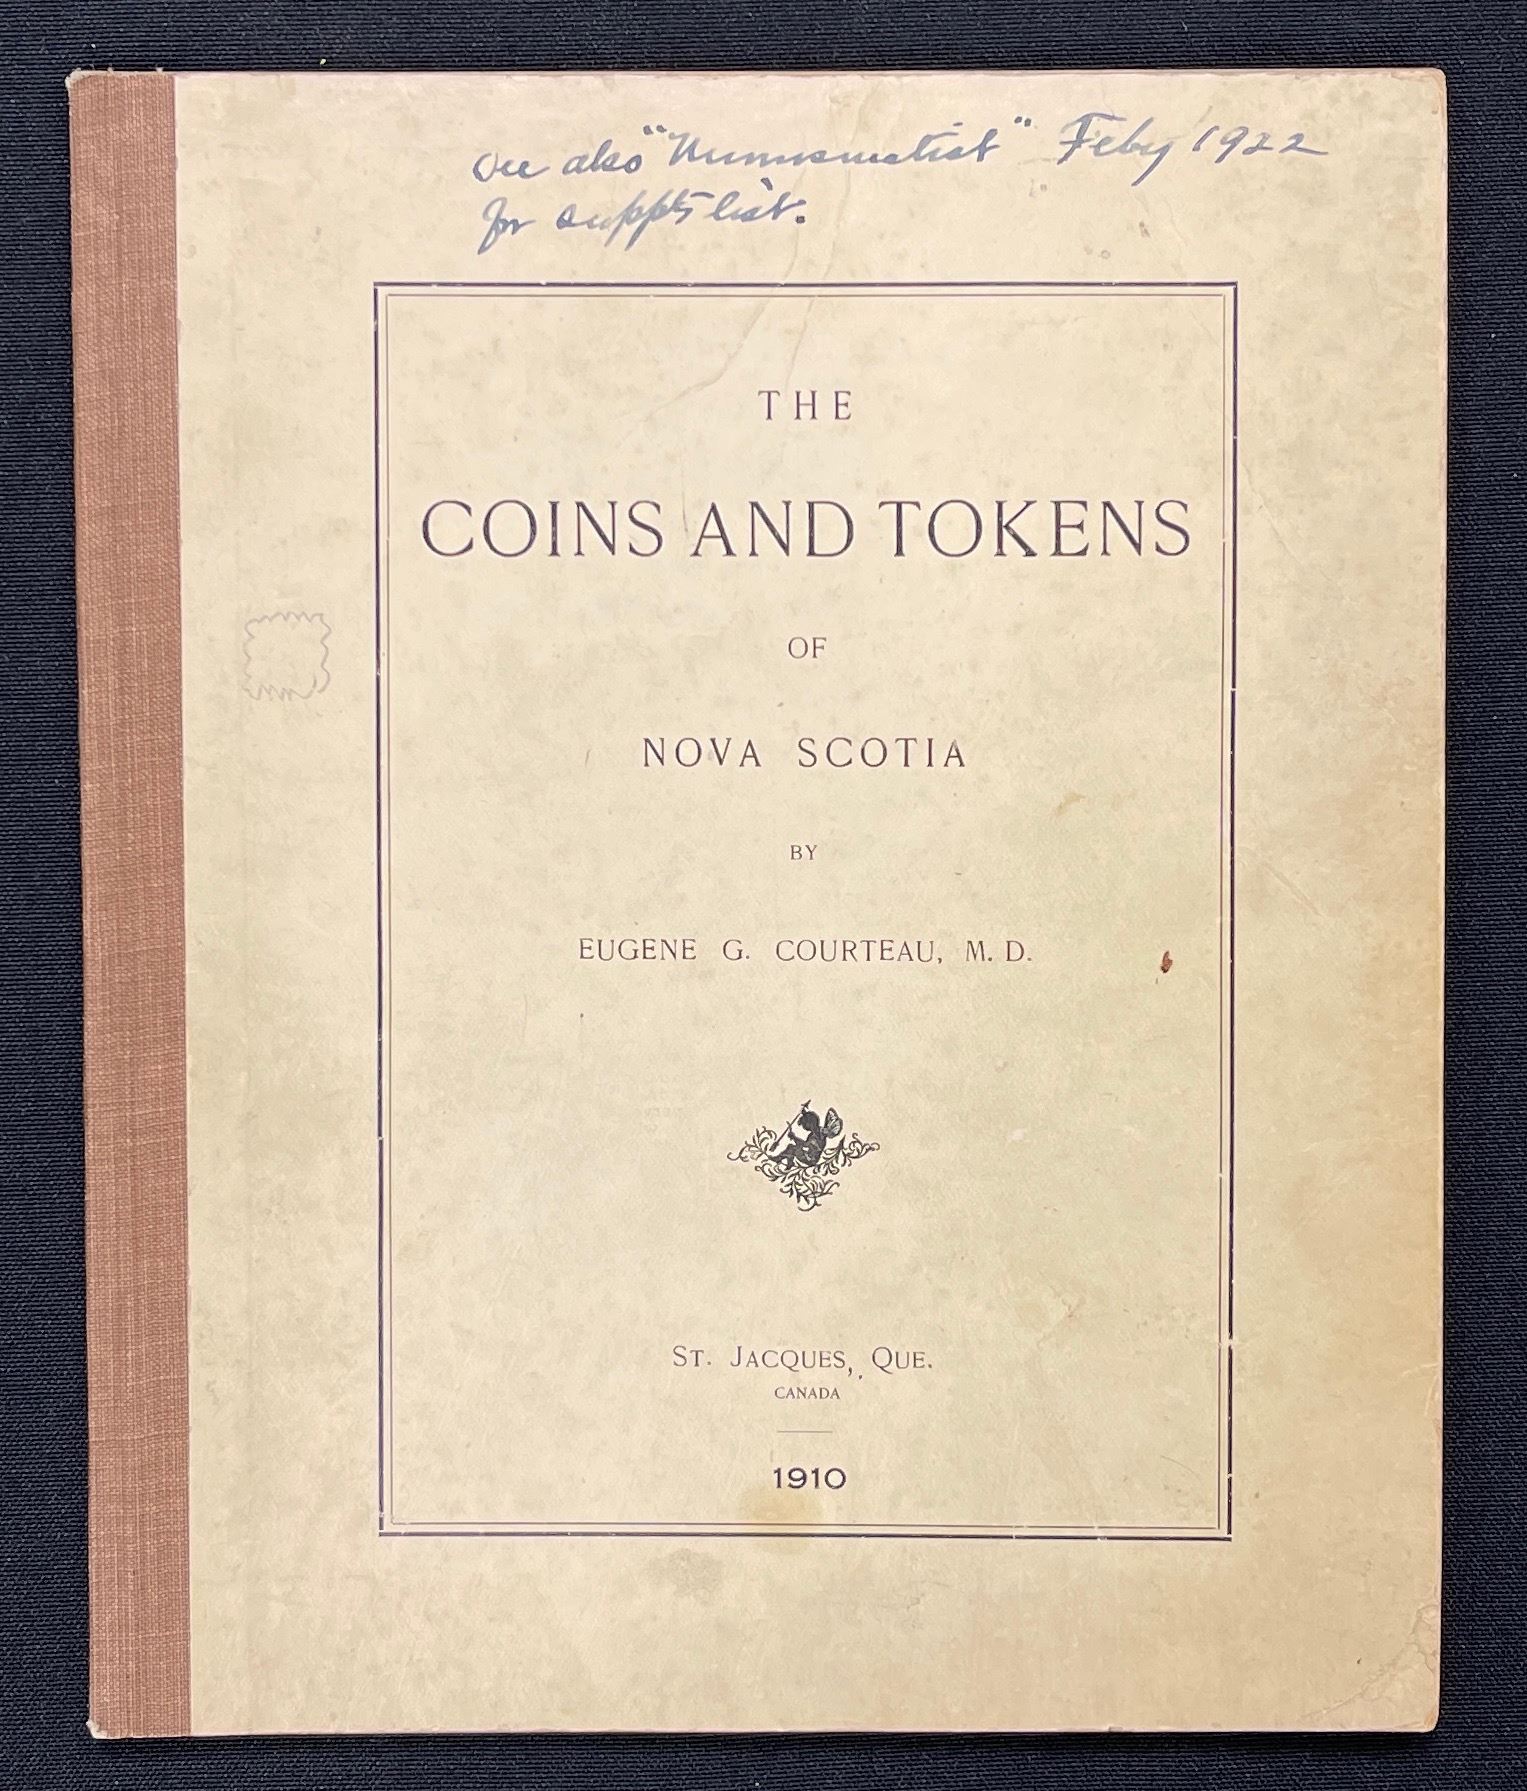 See also "Numismatist" Feby 1922
for suppt list.
THE
COINS AND TOKENS
OF
NOVA SCOTIA
BY
EUGENE G. COURTEAU, M. D.
ST. JACQUES, QUE.
CANADA
1910